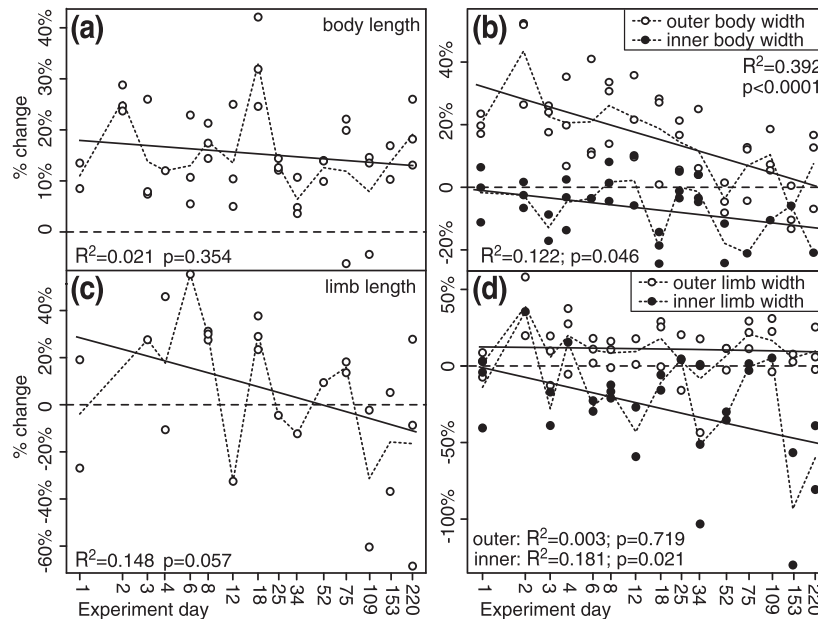 (a) body length
% change
40%
30%
20%
10%
0
R²=0.021 p=0.354
(b)
outer body width
inner body width
R²=0.392
p<0.0001
40%
20%
0
-20%
R²=0.122; p=0.046
(c) limb length
% change
40%
20%
0
-20%
-40%
-60%
R²=0.148 p=0.057
1 2 3 4 6 8 12 18 25 34 52 75 109 153 220
Experiment day
(d)
outer limb width
inner limb width
50%
0
-50%
-100%
outer: R²=0.003; p=0.719
inner: R²=0.181; p=0.021
1 2 3 4 6 8 12 18 25 34 52 75 109 153 220
Experiment day